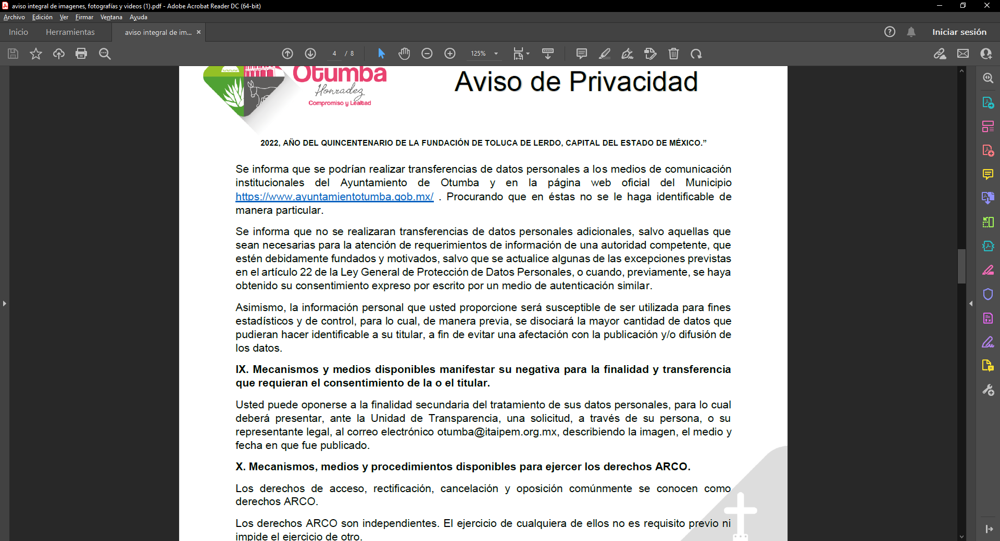 aviso integral de imagenes, fotografías y videos (1).pdf - Adobe Acrobat Reader DC (64-bit)
Archivo Edición Ver Firmar Ventana Ayuda
Inicio Herramientas aviso integral de im... × Iniciar sesión
4 / 8 125%
Otumba
Honradez
Compromiso y Lealtad
Aviso de Privacidad
2022, AÑO DEL QUINCENTENARIO DE LA FUNDACIÓN DE TOLUCA DE LERDO, CAPITAL DEL ESTADO DE MÉXICO.”
Se informa que se podrían realizar transferencias de datos personales a los medios de comunicación
institucionales del Ayuntamiento de Otumba y en la página web oficial del Municipio
https://www.ayuntamientotumba.gob.mx/ . Procurando que en éstas no se le haga identificable de
manera particular.
Se informa que no se realizaran transferencias de datos personales adicionales, salvo aquellas que
sean necesarias para la atención de requerimientos de información de una autoridad competente, que
estén debidamente fundados y motivados, salvo que se actualice algunas de las excepciones previstas
en el artículo 22 de la Ley General de Protección de Datos Personales, o cuando, previamente, se haya
obtenido su consentimiento expreso por escrito por un medio de autenticación similar.
Asimismo, la información personal que usted proporcione será susceptible de ser utilizada para fines
estadísticos y de control, para lo cual, de manera previa, se disociará la mayor cantidad de datos que
pudieran hacer identificable a su titular, a fin de evitar una afectación con la publicación y/o difusión de
los datos.
IX. Mecanismos y medios disponibles manifestar su negativa para la finalidad y transferencia
que requieran el consentimiento de la o el titular.
Usted puede oponerse a la finalidad secundaria del tratamiento de sus datos personales, para lo cual
deberá presentar, ante la Unidad de Transparencia, una solicitud, a través de su persona, o su
representante legal, al correo electrónico otumba@itaipem.org.mx, describiendo la imagen, el medio y
fecha en que fue publicado.
X. Mecanismos, medios y procedimientos disponibles para ejercer los derechos ARCO.
Los derechos de acceso, rectificación, cancelación y oposición comúnmente se conocen como
derechos ARCO.
Los derechos ARCO son independientes. El ejercicio de cualquiera de ellos no es requisito previo ni
impide el ejercicio de otro.